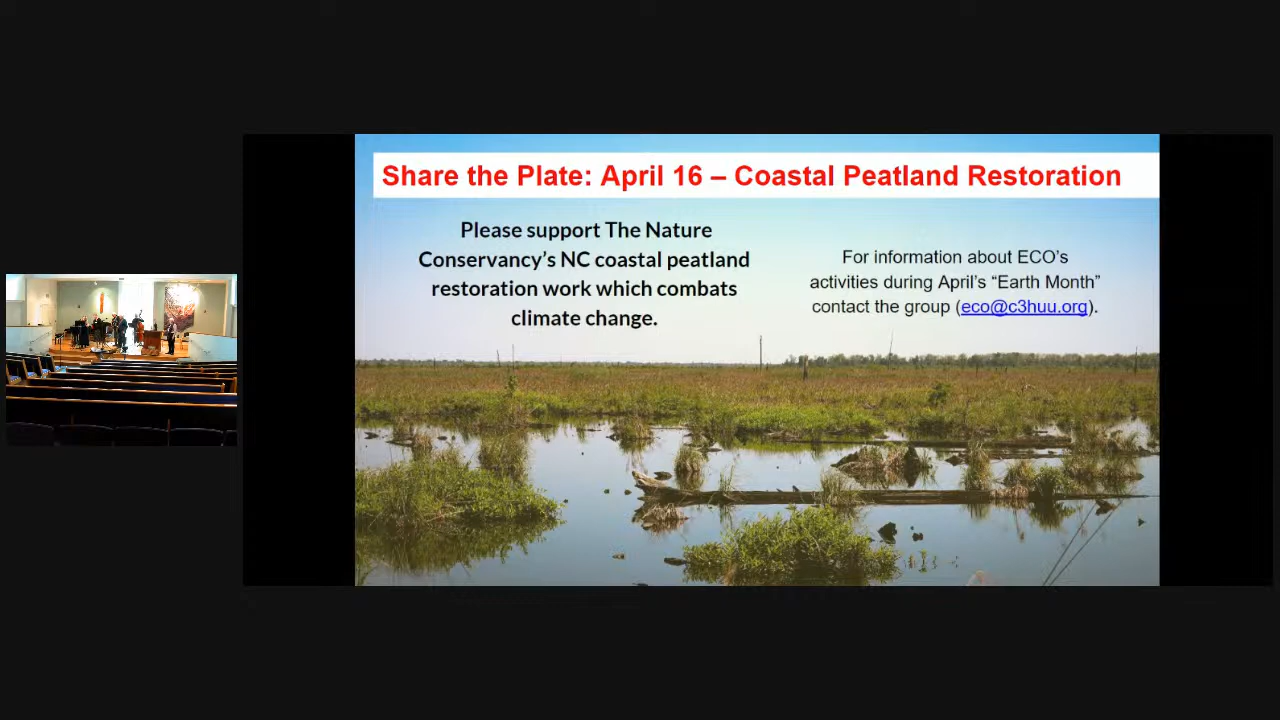 Share the Plate: April 16 – Coastal Peatland Restoration
Please support The Nature
Conservancy’s NC coastal peatland
restoration work which combats
climate change.
For information about ECO’s
activities during April’s “Earth Month”
contact the group (eco@c3huu.org).